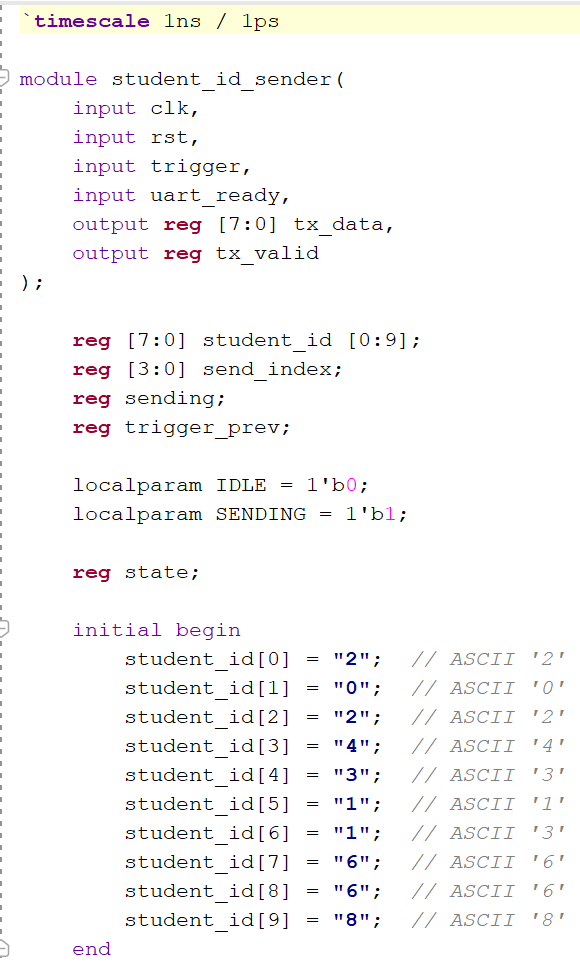 `timescale 1ns / 1ps
module student_id_sender(
    input clk,
    input rst,
    input trigger,
    input uart_ready,
    output reg [7:0] tx_data,
    output reg tx_valid
);
    reg [7:0] student_id [0:9];
    reg [3:0] send_index;
    reg sending;
    reg trigger_prev;
    localparam IDLE = 1'b0;
    localparam SENDING = 1'b1;
    reg state;
    initial begin
        student_id[0] = "2";  // ASCII '2'
        student_id[1] = "0";  // ASCII '0'
        student_id[2] = "2";  // ASCII '2'
        student_id[3] = "4";  // ASCII '4'
        student_id[4] = "3";  // ASCII '3'
        student_id[5] = "1";  // ASCII '1'
        student_id[6] = "1";  // ASCII '3'
        student_id[7] = "6";  // ASCII '6'
        student_id[8] = "6";  // ASCII '6'
        student_id[9] = "8";  // ASCII '8'
    end